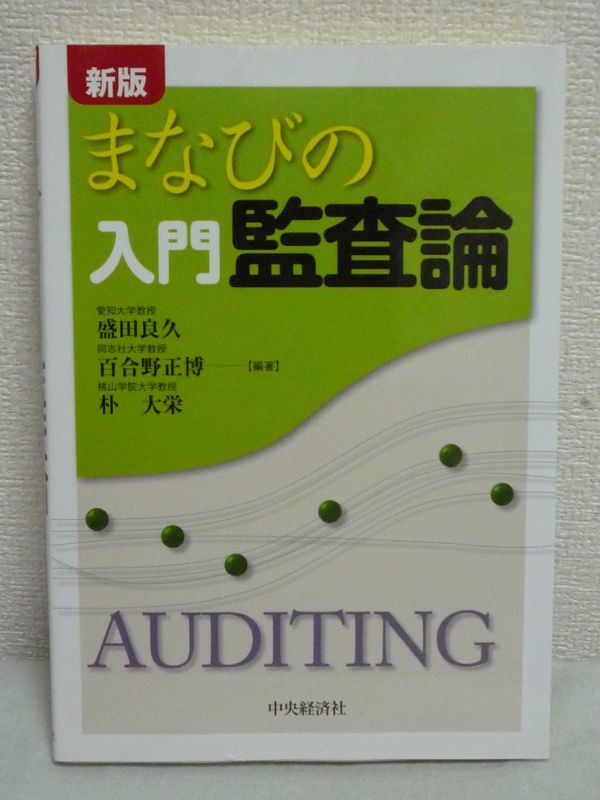 新版
まなびの
入門監査論
愛知大学教授
盛田良久
同志社大学教授
百合野正博──【編著】
桃山学院大学教授
朴 大栄
AUDITING
中央経済社